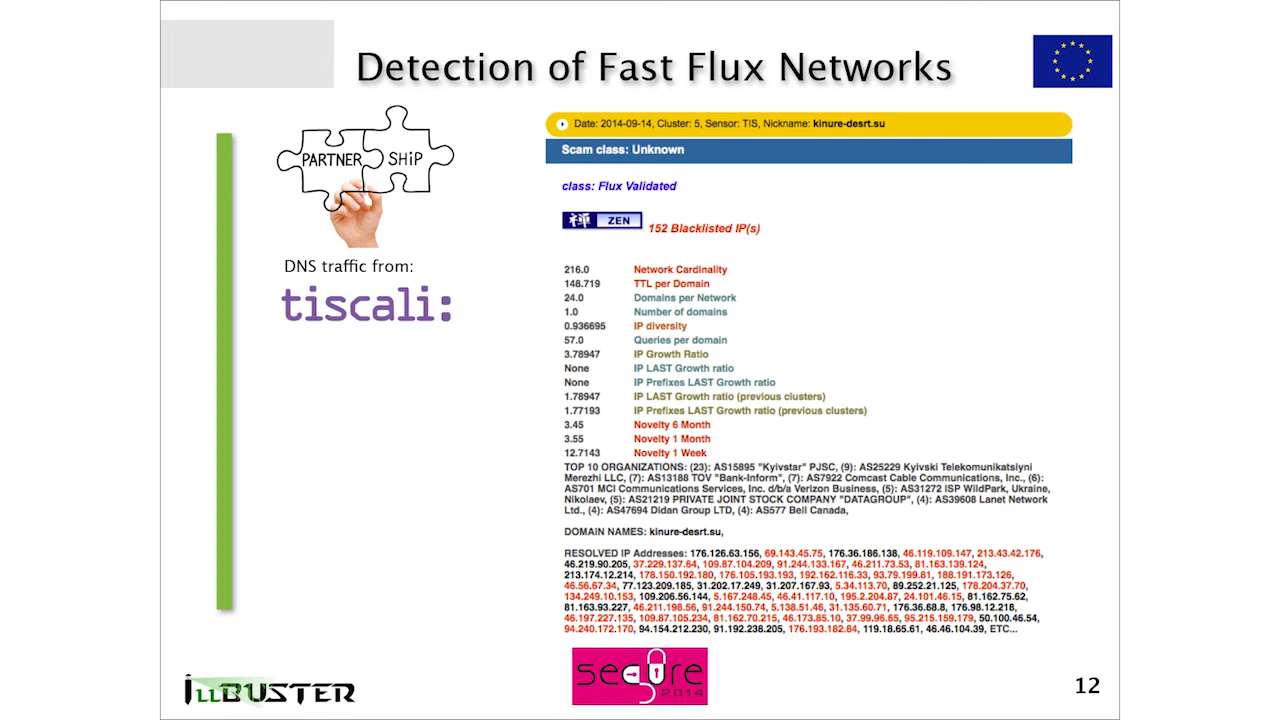 Detection of Fast Flux Networks
PARTNER SHiP
DNS traffic from:
tiscali:
Date: 2014-09-14, Cluster: 5, Sensor: TIS, Nickname: kinure-desrt.su
Scam class: Unknown
class: Flux Validated
禅 ZEN
152 Blacklisted IP(s)
216.0 Network Cardinality
148.719 TTL per Domain
24.0 Domains per Network
1.0 Number of domains
0.936695 IP diversity
57.0 Queries per domain
3.78947 IP Growth Ratio
None IP LAST Growth ratio
None IP Prefixes LAST Growth ratio
1.78947 IP LAST Growth ratio (previous clusters)
1.77193 IP Prefixes LAST Growth ratio (previous clusters)
3.45 Novelty 6 Month
3.55 Novelty 1 Month
12.7143 Novelty 1 Week
TOP 10 ORGANIZATIONS: (23): AS15895 "Kyivstar" PJSC, (9): AS25229 Kyivski Telekomunikatsiyni
Merezhi LLC, (7): AS13188 TOV "Bank-Inform", (7): AS7922 Comcast Cable Communications, Inc., (6):
AS701 MCI Communications Services, Inc. d/b/a Verizon Business, (5): AS31272 ISP WildPark, Ukraine,
Nikolaev, (5): AS21219 PRIVATE JOINT STOCK COMPANY "DATAGROUP", (4): AS39608 Lanet Network
Ltd., (4): AS47694 Didan Group LTD, (4): AS577 Bell Canada,
DOMAIN NAMES: kinure-desrt.su,
RESOLVED IP Addresses: 176.126.63.156, 69.143.45.75, 176.36.186.138, 46.119.109.147, 213.43.42.176,
46.219.90.205, 37.229.137.64, 109.87.104.209, 91.244.133.167, 46.211.73.53, 81.163.139.124,
213.174.12.214, 178.150.192.180, 176.105.193.193, 192.162.116.33, 93.79.199.81, 188.191.173.126,
46.56.67.34, 77.123.209.185, 31.202.17.249, 31.207.167.93, 5.34.113.70, 89.252.21.125, 178.204.37.70,
134.249.10.153, 109.206.56.144, 5.167.248.45, 46.41.117.10, 195.2.204.87, 24.101.46.15, 81.162.75.62,
81.163.93.227, 46.211.198.56, 91.244.150.74, 5.138.51.46, 31.135.60.71, 176.36.68.8, 176.98.12.218,
46.197.227.135, 109.87.105.234, 81.162.70.215, 46.173.85.10, 37.99.96.65, 95.215.159.179, 50.100.46.54,
94.240.172.170, 94.154.212.230, 91.192.238.205, 176.193.182.84, 119.18.65.61, 46.46.104.39, ETC...
ILLBUSTER
secure
2014
12